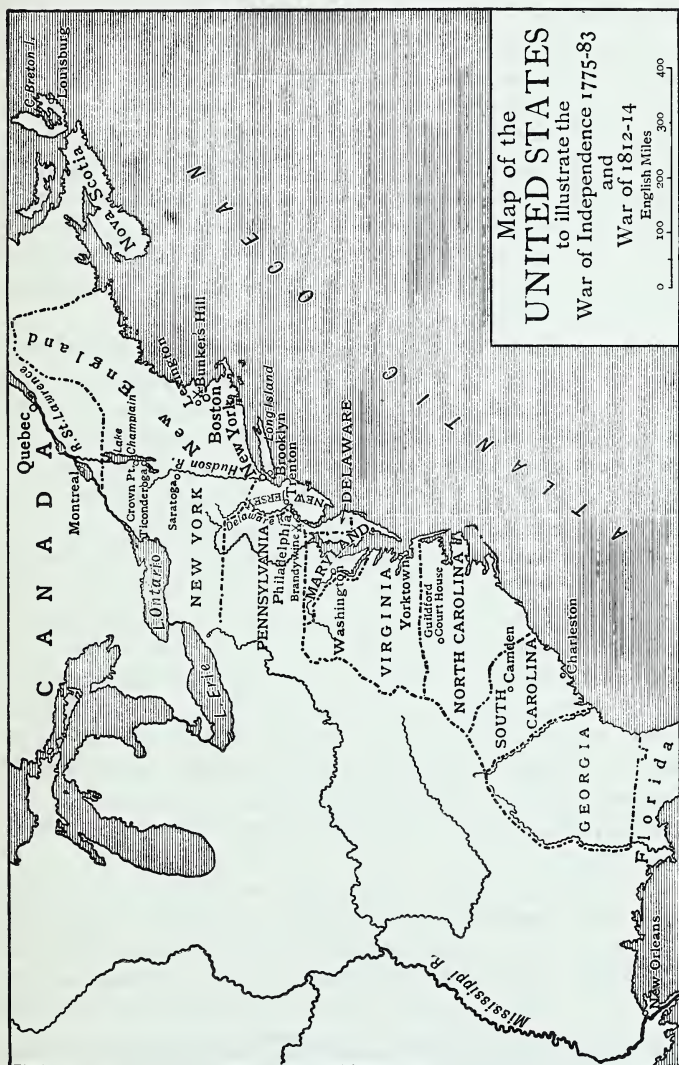 Map of the
UNITED STATES
to illustrate the
War of Independence 1775-83
and
War of 1812-14
English Miles
0 100 200 300 400
CANADA
Quebec
R. St. Lawrence
Montreal
C. Breton I.
Louisburg
Nova Scotia
New England
Lake
Champlain
Crown Pt.
Ticonderoga
Saratoga
Hudson R.
Lexington
Bunker's Hill
Boston
New York
Long Island
Brooklyn
Trenton
L. Ontario
L. Erie
NEW YORK
NEW
JERSEY
PENNSYLVANIA
Delaware
Philadelphia
Brandywine
DELAWARE
MARYLAND
Washington
VIRGINIA
Yorktown
Guildford
Court House
NORTH CAROLINA
SOUTH
CAROLINA
Camden
Charleston
GEORGIA
Florida
New Orleans
Mississippi R.
ATLANTIC
OCEAN